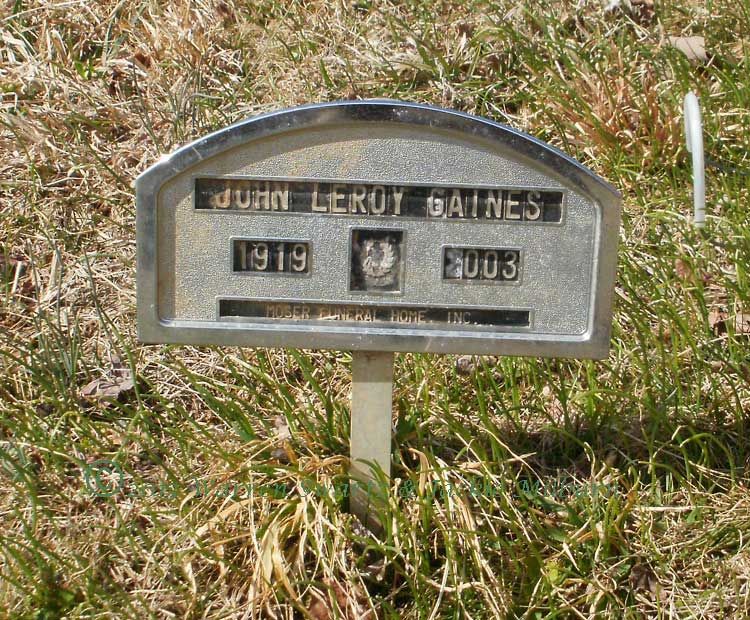 JOHN LEROY GAINES
1919 2003
MOSER FUNERAL HOME, INC.
©